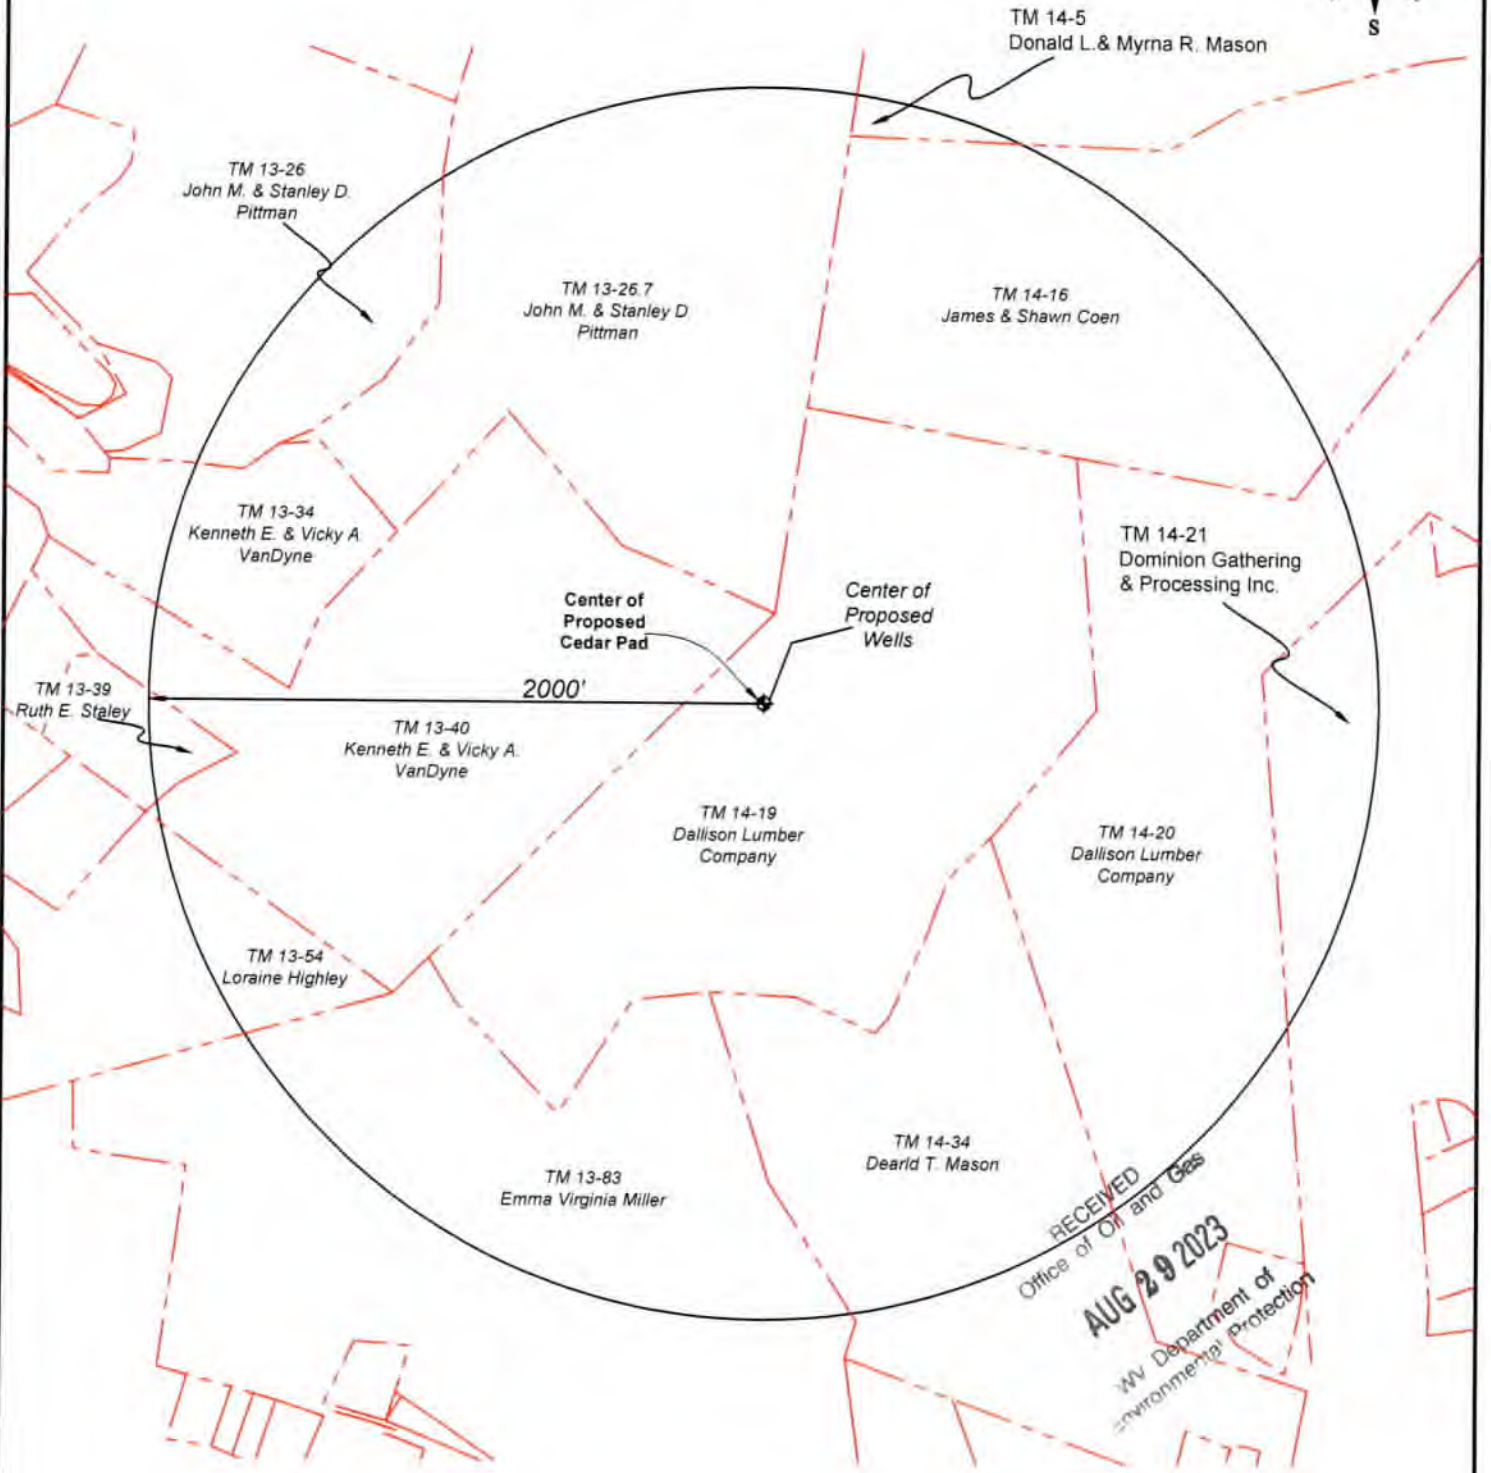 S
TM 14-5
Donald L.& Myrna R. Mason
TM 13-26
John M. & Stanley D.
Pittman
TM 13-26.7
John M. & Stanley D
Pittman
TM 14-16
James & Shawn Coen
TM 13-34
Kenneth E. & Vicky A
VanDyne
TM 14-21
Dominion Gathering
& Processing Inc.
Center of
Proposed
Cedar Pad
Center of
Proposed
Wells
2000'
TM 13-39
Ruth E. Staley
TM 13-40
Kenneth E. & Vicky A.
VanDyne
TM 14-19
Dallison Lumber
Company
TM 14-20
Dallison Lumber
Company
TM 13-54
Loraine Highley
TM 14-34
Dearld T. Mason
TM 13-83
Emma Virginia Miller
RECEIVED
Office of Oil and Gas
AUG 29 2023
WV Department of
Environmental Protection